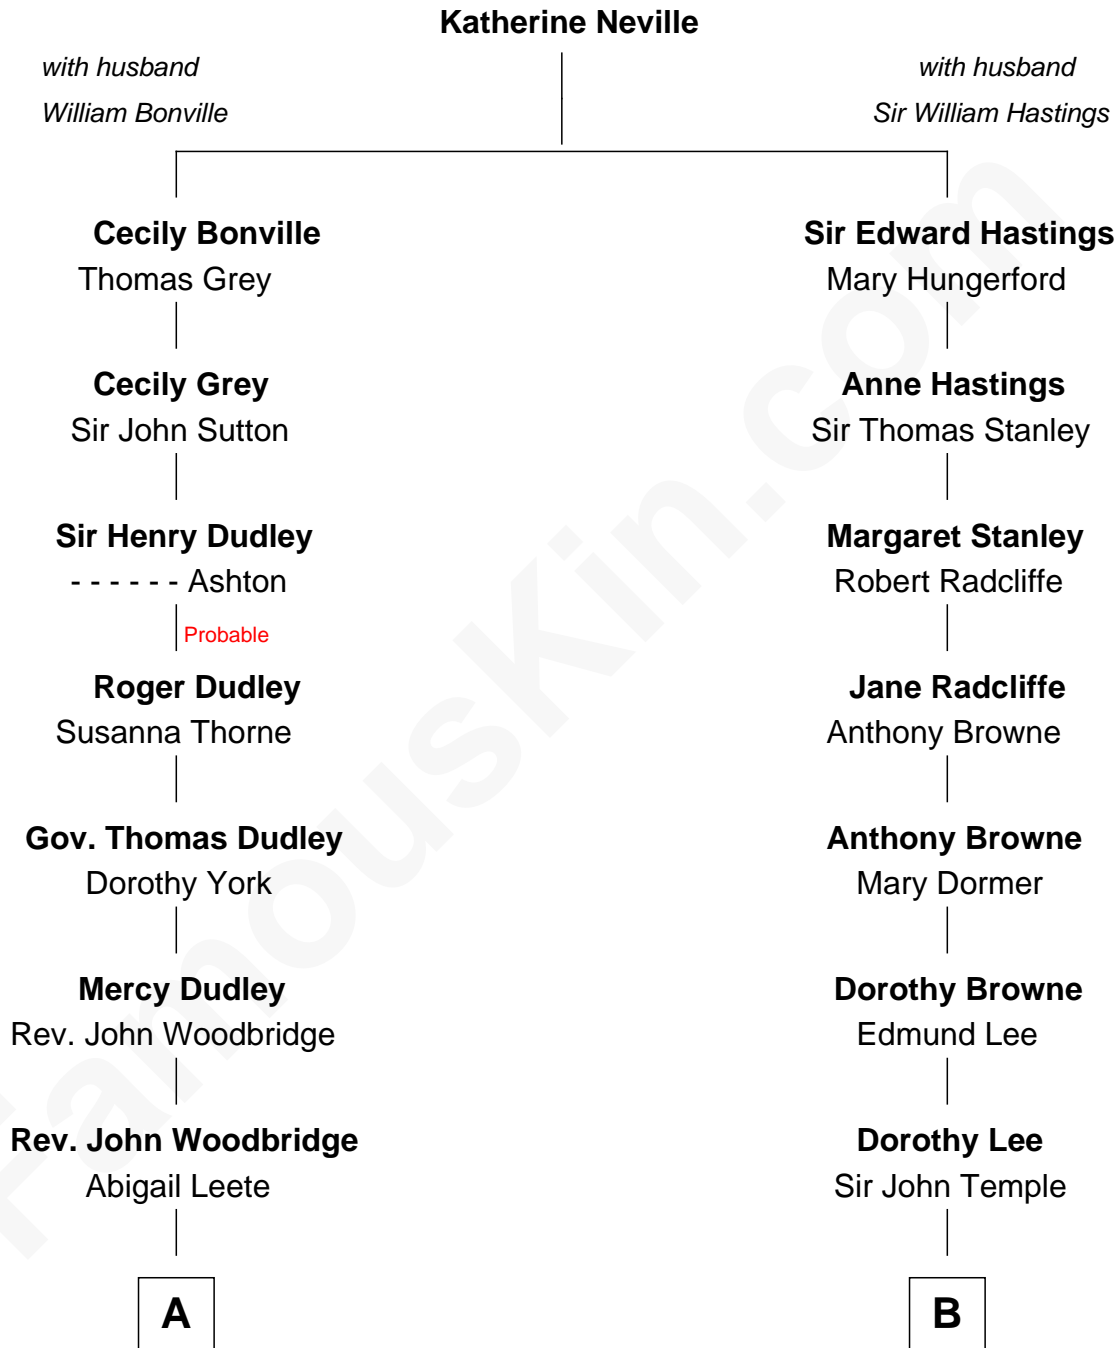 Katherine Neville
with husband
William Bonville
with husband
Sir William Hastings
Cecily Bonville
Thomas Grey
Sir Edward Hastings
Mary Hungerford
Cecily Grey
Sir John Sutton
Anne Hastings
Sir Thomas Stanley
Sir Henry Dudley
- - - - - - Ashton
Probable
Margaret Stanley
Robert Radcliffe
Roger Dudley
Susanna Thorne
Jane Radcliffe
Anthony Browne
Gov. Thomas Dudley
Dorothy York
Anthony Browne
Mary Dormer
Mercy Dudley
Rev. John Woodbridge
Dorothy Browne
Edmund Lee
Rev. John Woodbridge
Abigail Leete
Dorothy Lee
Sir John Temple
A
B
FamousKin.com